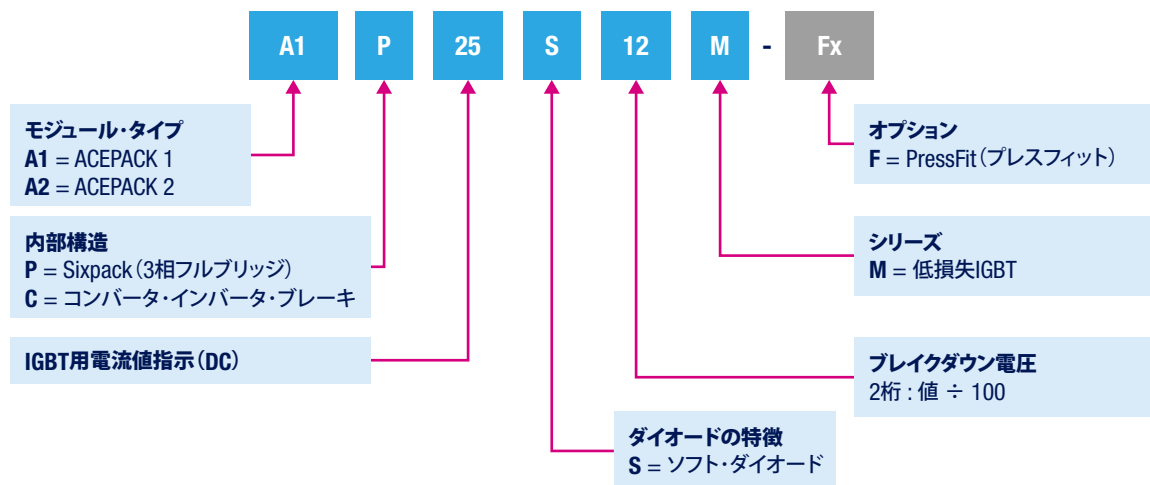 A1 P 25 S 12 M - Fx
モジュール・タイプ
A1 = ACEPACK 1
A2 = ACEPACK 2
内部構造
P = Sixpack（3相フルブリッジ）
C = コンバータ・インバータ・ブレーキ
IGBT用電流値指示（DC）
ダイオードの特徴
S = ソフト・ダイオード
オプション
F = PressFit（プレスフィット）
シリーズ
M = 低損失IGBT
ブレイクダウン電圧
2桁 : 値 ÷ 100